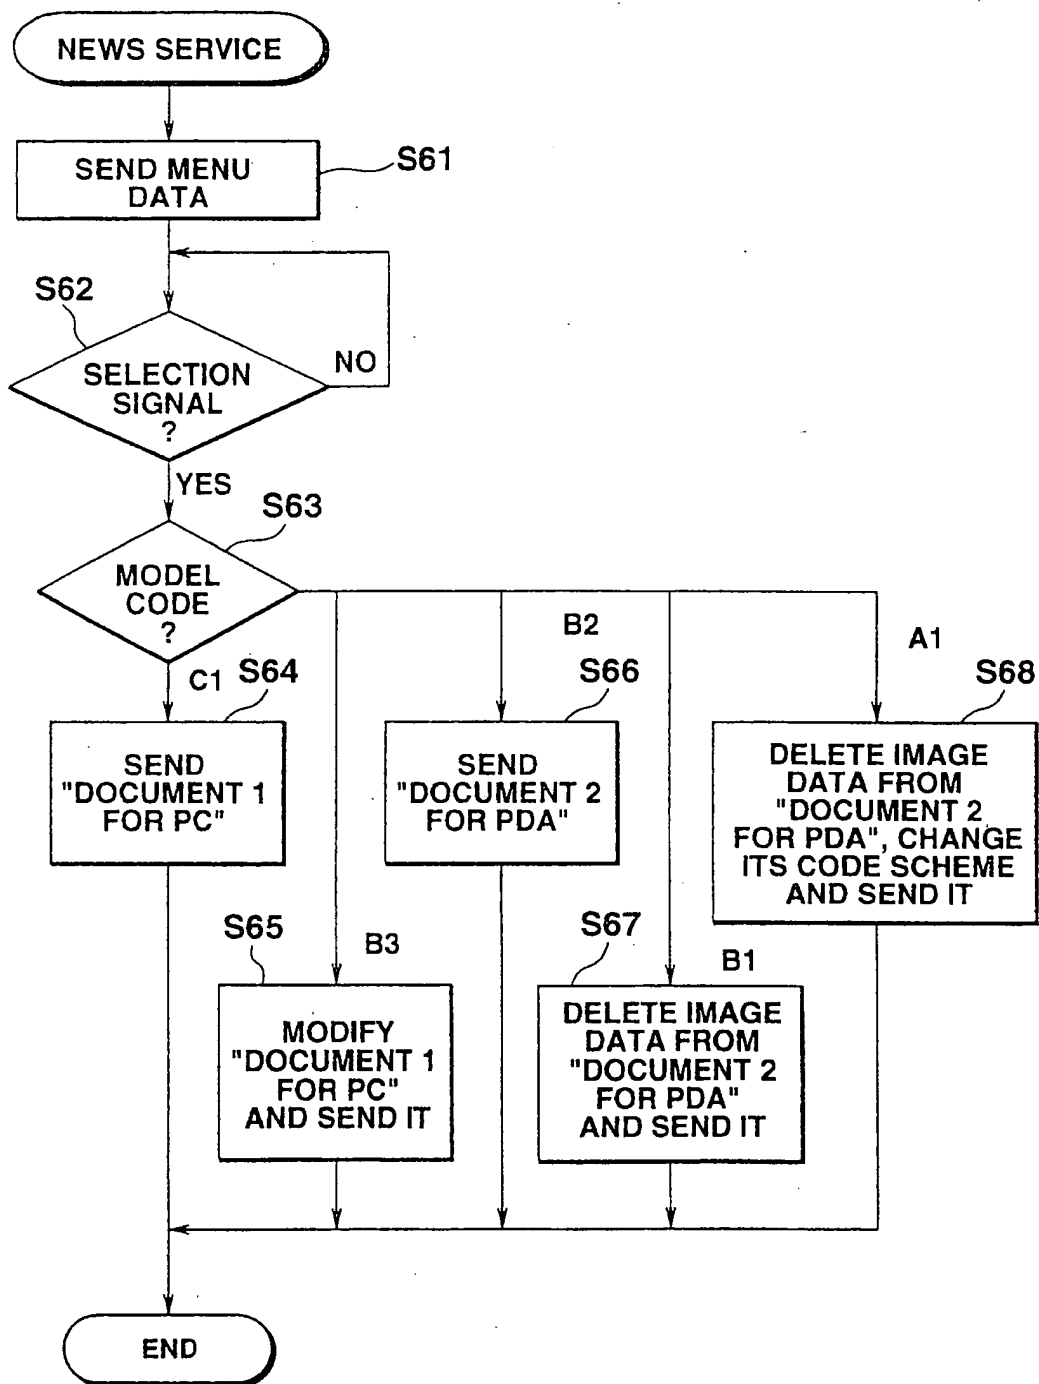 NEWS SERVICE
SEND MENU
DATA
S61
S62
SELECTION
SIGNAL
?
NO
YES
S63
MODEL
CODE
?
C1
S64
SEND
"DOCUMENT 1
FOR PC"
B2
S66
SEND
"DOCUMENT 2
FOR PDA"
A1
S68
DELETE IMAGE
DATA FROM
"DOCUMENT 2
FOR PDA", CHANGE
ITS CODE SCHEME
AND SEND IT
S65
B3
MODIFY
"DOCUMENT 1
FOR PC"
AND SEND IT
S67
B1
DELETE IMAGE
DATA FROM
"DOCUMENT 2
FOR PDA"
AND SEND IT
END